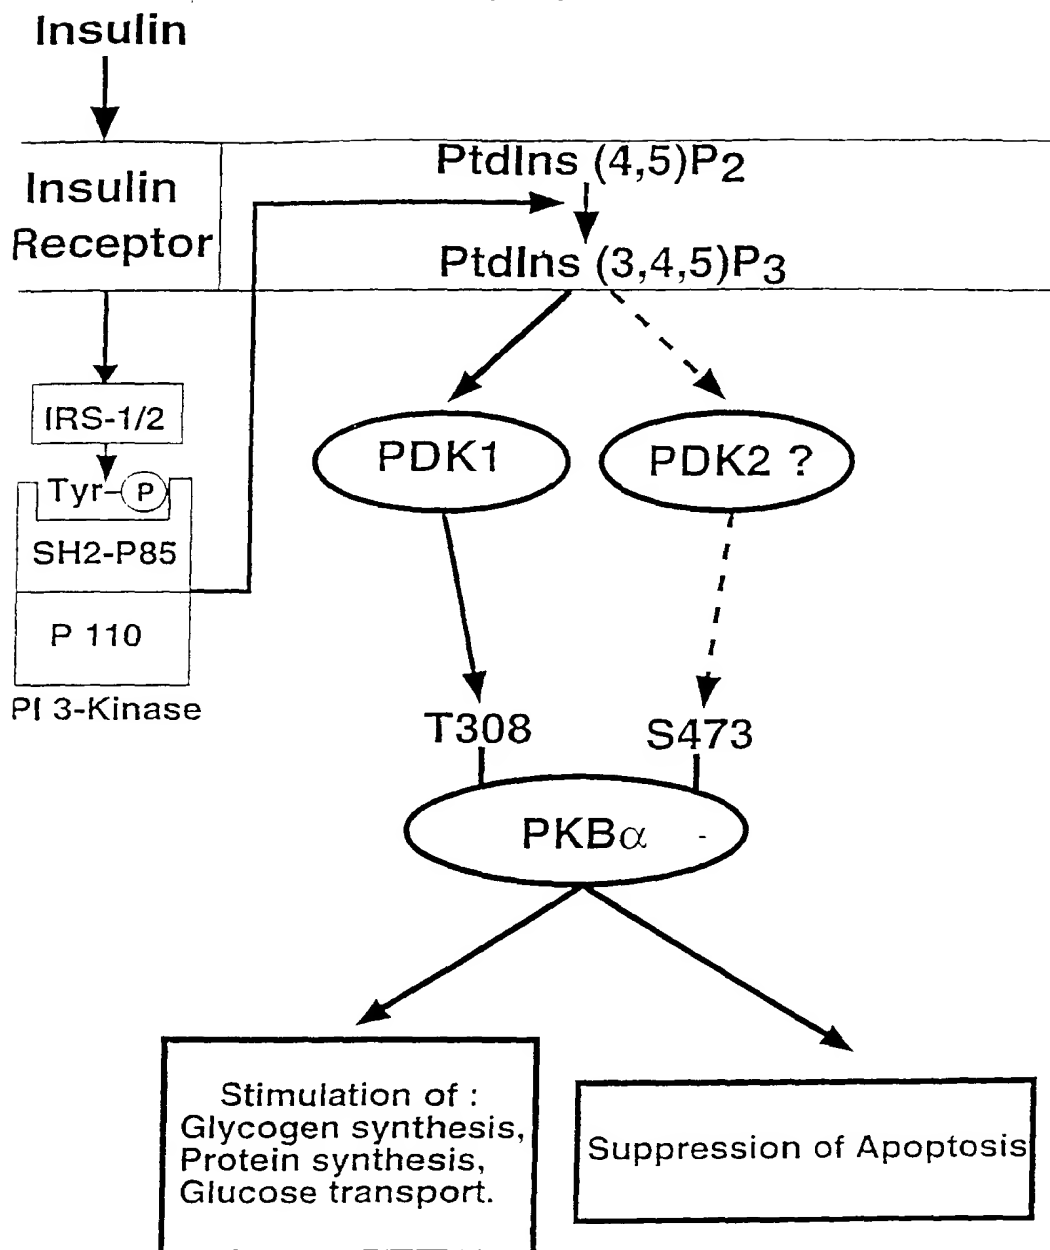 Insulin
Insulin
Receptor
PtdIns (4,5)P2
PtdIns (3,4,5)P3
IRS-1/2
Tyr-P
SH2-P85
P 110
PI 3-Kinase
PDK1
PDK2 ?
T308
S473
PKBα
Stimulation of :
Glycogen synthesis,
Protein synthesis,
Glucose transport.
Suppression of Apoptosis